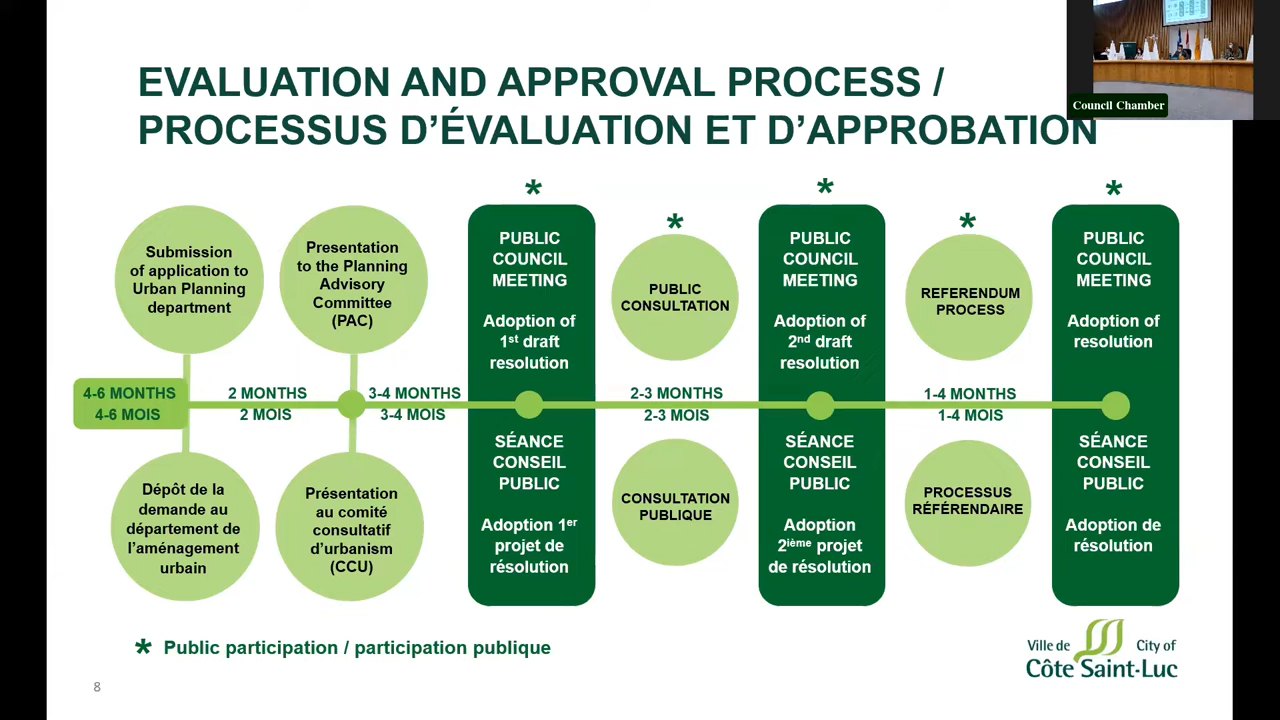 EVALUATION AND APPROVAL PROCESS /
PROCESSUS D’ÉVALUATION ET D’APPROBATION
Council Chamber
*
*
*
*
*
Submission
of application to
Urban Planning
department
Presentation
to the Planning
Advisory
Committee
(PAC)
PUBLIC
COUNCIL
MEETING
Adoption of
1st draft
resolution
PUBLIC
CONSULTATION
PUBLIC
COUNCIL
MEETING
Adoption of
2nd draft
resolution
REFERENDUM
PROCESS
PUBLIC
COUNCIL
MEETING
Adoption of
resolution
4-6 MONTHS
4-6 MOIS
2 MONTHS
2 MOIS
3-4 MONTHS
3-4 MOIS
2-3 MONTHS
2-3 MOIS
1-4 MONTHS
1-4 MOIS
Dépôt de la
demande au
département de
l’aménagement
urbain
Présentation
au comité
consultatif
d’urbanism
(CCU)
SÉANCE
CONSEIL
PUBLIC
Adoption 1er
projet de
résolution
CONSULTATION
PUBLIQUE
SÉANCE
CONSEIL
PUBLIC
Adoption
2ième projet
de résolution
PROCESSUS
RÉFÉRENDAIRE
SÉANCE
CONSEIL
PUBLIC
Adoption de
résolution
* Public participation / participation publique
Ville de City of
Côte Saint-Luc
8